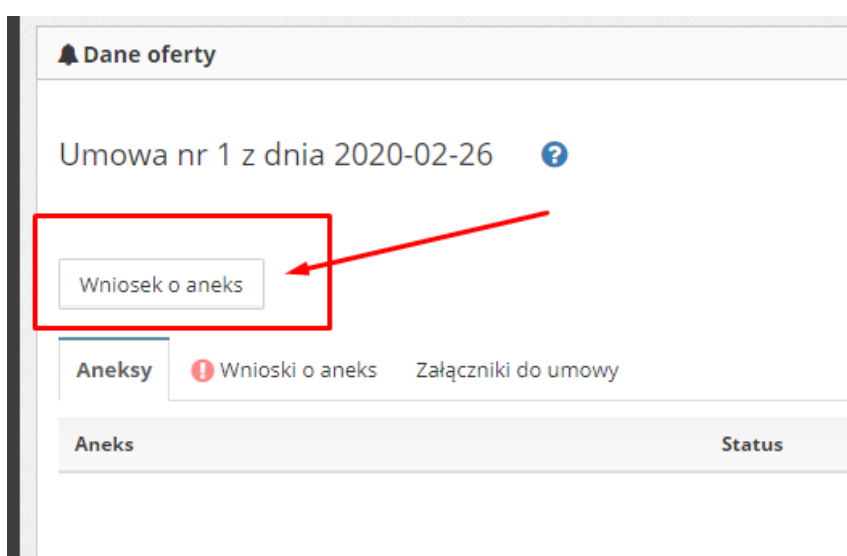 Dane oferty
Umowa nr 1 z dnia 2020-02-26
Wniosek o aneks
Aneksy Wnioski o aneks Załączniki do umowy
Aneks Status